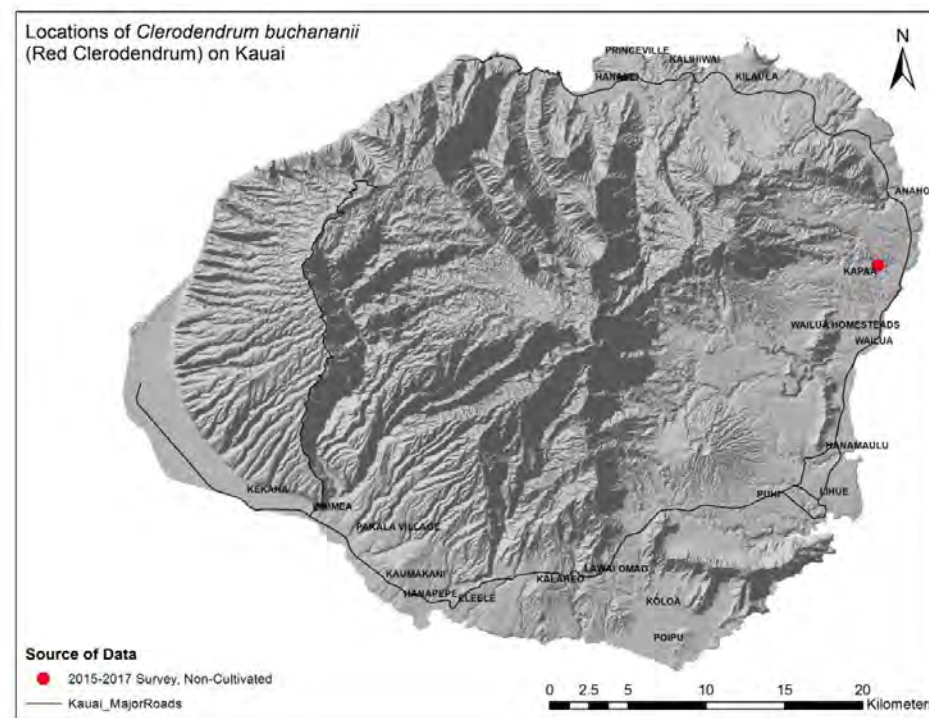 Locations of Clerodendrum buchananii
(Red Clerodendrum) on Kauai
N
PRINCEVILLE
KALIHIWAI
HANALEI
KILAULA
ANAHO
KAPAA
WAILUA HOMESTEADS
WAILUA
HANAMAULU
PUHI
LIHUE
KEKAHA
WAIMEA
PAKALA VILLAGE
KAUMAKANI
HANAPEPE
ELEELE
KALAHEO
LAWAI
OMAO
KOLOA
POIPU
Source of Data
2015-2017 Survey, Non-Cultivated
Kauai_MajorRoads
0 2.5 5 10 15 20
Kilometers